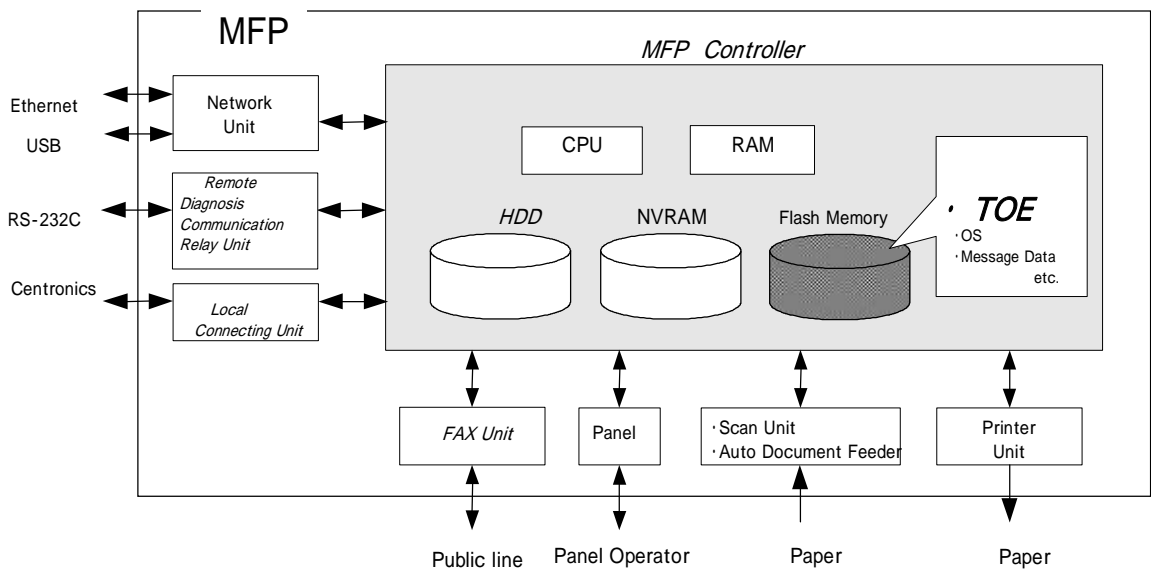 MFP
MFP Controller
Ethernet
USB
Network
Unit
CPU
RAM
RS-232C
Remote
Diagnosis
Communication
Relay Unit
HDD
NVRAM
Flash Memory
・ TOE
・OS
・Message Data
etc.
Centronics
Local
Connecting Unit
FAX Unit
Panel
・Scan Unit
・Auto Document Feeder
Printer
Unit
Public line
Panel Operator
Paper
Paper